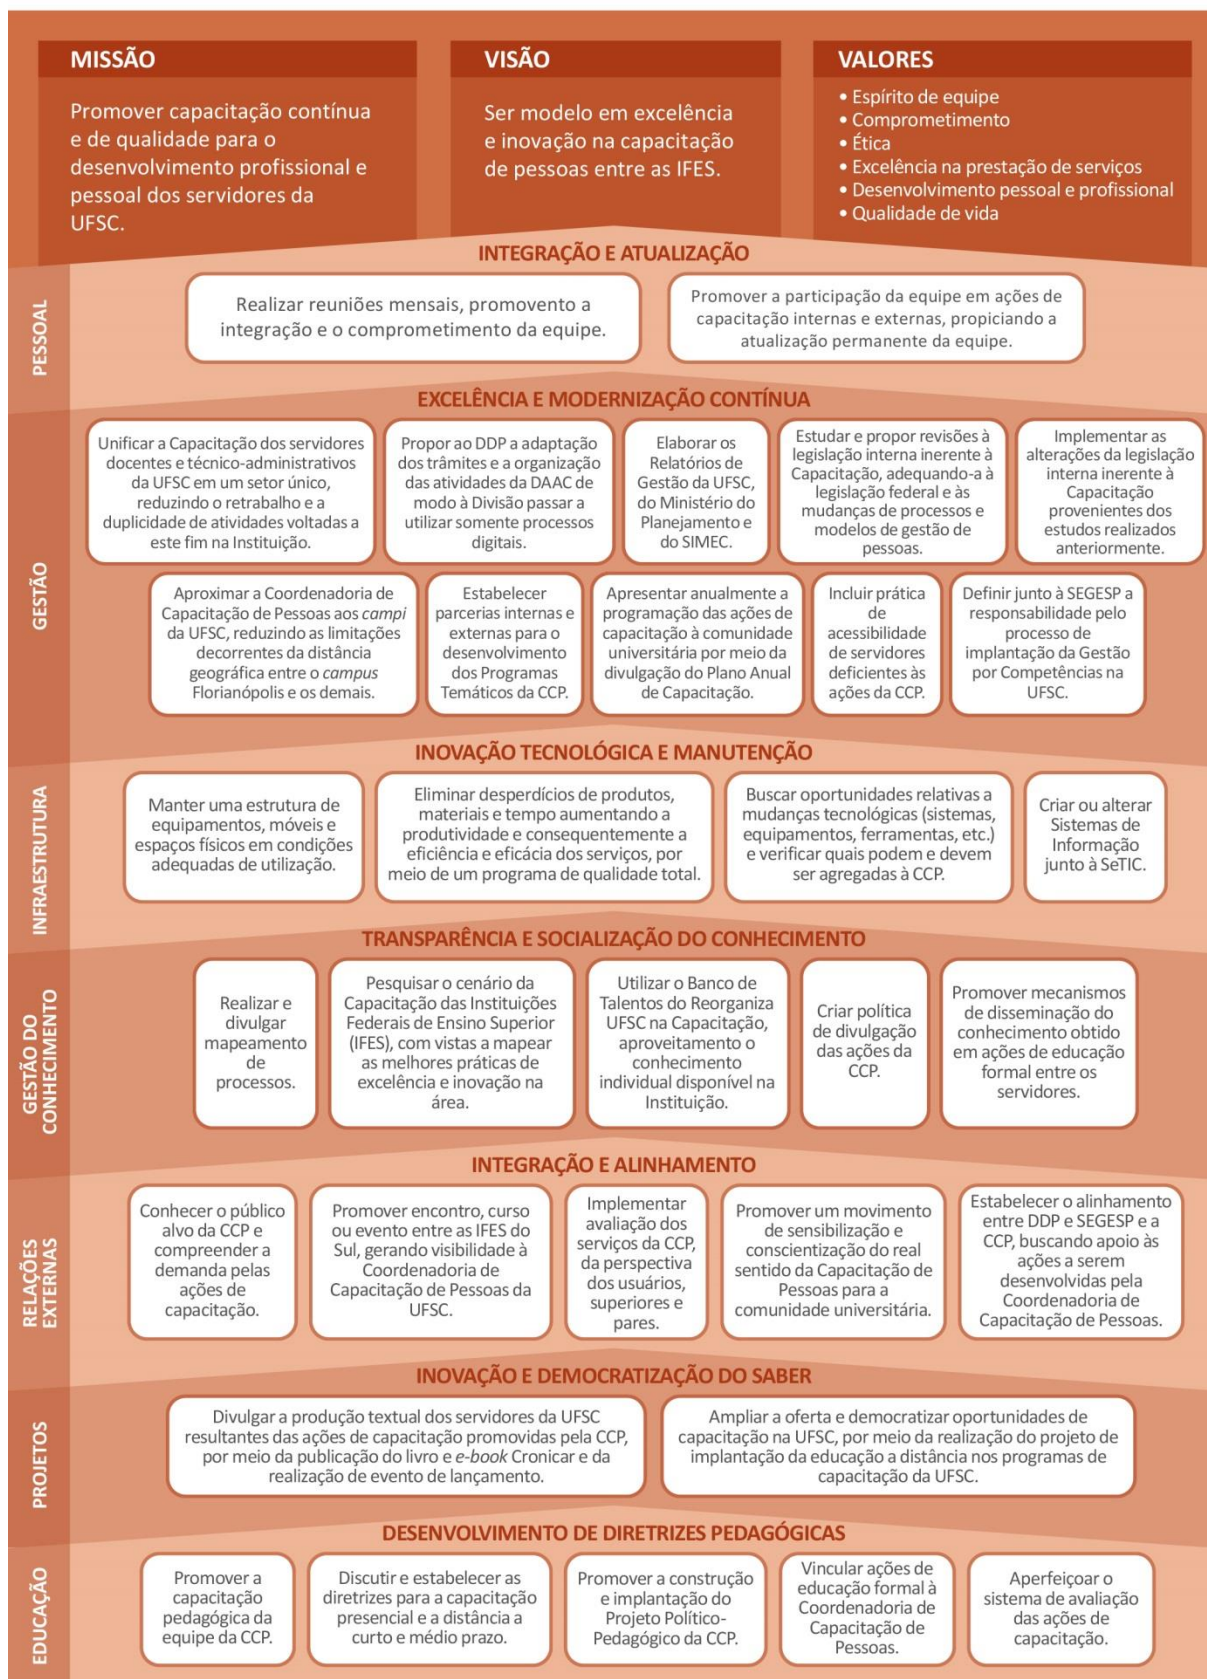 MISSÃO
Promover capacitação contínua
e de qualidade para o
desenvolvimento profissional e
pessoal dos servidores da
UFSC.
VISÃO
Ser modelo em excelência
e inovação na capacitação
de pessoas entre as IFES.
VALORES
• Espírito de equipe
• Comprometimento
• Ética
• Excelência na prestação de serviços
• Desenvolvimento pessoal e profissional
• Qualidade de vida
PESSOAL
INTEGRAÇÃO E ATUALIZAÇÃO
Realizar reuniões mensais, promovento a
integração e o comprometimento da equipe.
Promover a participação da equipe em ações de
capacitação internas e externas, propiciando a
atualização permanente da equipe.
GESTÃO
EXCELÊNCIA E MODERNIZAÇÃO CONTÍNUA
Unificar a Capacitação dos servidores
docentes e técnico-administrativos
da UFSC em um setor único,
reduzindo o retrabalho e a
duplicidade de atividades voltadas a
este fim na Instituição.
Propor ao DDP a adaptação
dos trâmites e a organização
das atividades da DAAC de
modo à Divisão passar a
utilizar somente processos
digitais.
Elaborar os
Relatórios de
Gestão da UFSC,
do Ministério do
Planejamento e
do SIMEC.
Estudar e propor revisões à
legislação interna inerente à
Capacitação, adequando-a à
legislação federal e às
mudanças de processos e
modelos de gestão de
pessoas.
Implementar as
alterações da legislação
interna inerente à
Capacitação
provenientes dos
estudos realizados
anteriormente.
Aproximar a Coordenadoria de
Capacitação de Pessoas aos campi
da UFSC, reduzindo as limitações
decorrentes da distância
geográfica entre o campus
Florianópolis e os demais.
Estabelecer
parcerias internas e
externas para o
desenvolvimento
dos Programas
Temáticos da CCP.
Apresentar anualmente a
programação das ações de
capacitação à comunidade
universitária por meio da
divulgação do Plano Anual
de Capacitação.
Incluir prática
de
acessibilidade
de servidores
deficientes às
ações da CCP.
Definir junto à SEGESP a
responsabilidade pelo
processo de
implantação da Gestão
por Competências na
UFSC.
INFRAESTRUTURA
INOVAÇÃO TECNOLÓGICA E MANUTENÇÃO
Manter uma estrutura de
equipamentos, móveis e
espaços físicos em condições
adequadas de utilização.
Eliminar desperdícios de produtos,
materiais e tempo aumentando a
produtividade e consequentemente a
eficiência e eficácia dos serviços, por
meio de um programa de qualidade total.
Buscar oportunidades relativas a
mudanças tecnológicas (sistemas,
equipamentos, ferramentas, etc.)
e verificar quais podem e devem
ser agregadas à CCP.
Criar ou alterar
Sistemas de
Informação
junto à SeTIC.
GESTÃO DO
CONHECIMENTO
TRANSPARÊNCIA E SOCIALIZAÇÃO DO CONHECIMENTO
Realizar e
divulgar
mapeamento
de
processos.
Pesquisar o cenário da
Capacitação das Instituições
Federais de Ensino Superior
(IFES), com vistas a mapear
as melhores práticas de
excelência e inovação na
área.
Utilizar o Banco de
Talentos do Reorganiza
UFSC na Capacitação,
aproveitamento o
conhecimento
individual disponível na
Instituição.
Criar política
de divulgação
das ações da
CCP.
Promover mecanismos
de disseminação do
conhecimento obtido
em ações de educação
formal entre os
servidores.
RELAÇÕES
EXTERNAS
INTEGRAÇÃO E ALINHAMENTO
Conhecer o público
alvo da CCP e
compreender a
demanda pelas
ações de
capacitação.
Promover encontro, curso
ou evento entre as IFES do
Sul, gerando visibilidade à
Coordenadoria de
Capacitação de Pessoas da
UFSC.
Implementar
avaliação dos
serviços da CCP,
da perspectiva
dos usuários,
superiores e
pares.
Promover um movimento
de sensibilização e
conscientização do real
sentido da Capacitação de
Pessoas para a
comunidade universitária.
Estabelecer o alinhamento
entre DDP e SEGESP e a
CCP, buscando apoio às
ações a serem
desenvolvidas pela
Coordenadoria de
Capacitação de Pessoas.
PROJETOS
INOVAÇÃO E DEMOCRATIZAÇÃO DO SABER
Divulgar a produção textual dos servidores da UFSC
resultantes das ações de capacitação promovidas pela CCP,
por meio da publicação do livro e e-book Cronicar e da
realização de evento de lançamento.
Ampliar a oferta e democratizar oportunidades de
capacitação na UFSC, por meio da realização do projeto de
implantação da educação a distância nos programas de
capacitação da UFSC.
EDUCAÇÃO
DESENVOLVIMENTO DE DIRETRIZES PEDAGÓGICAS
Promover a
capacitação
pedagógica da
equipe da CCP.
Discutir e estabelecer as
diretrizes para a capacitação
presencial e a distância a
curto e médio prazo.
Promover a construção
e implantação do
Projeto Político-
Pedagógico da CCP.
Vincular ações de
educação formal à
Coordenadoria de
Capacitação de
Pessoas.
Aperfeiçoar o
sistema de avaliação
das ações de
capacitação.